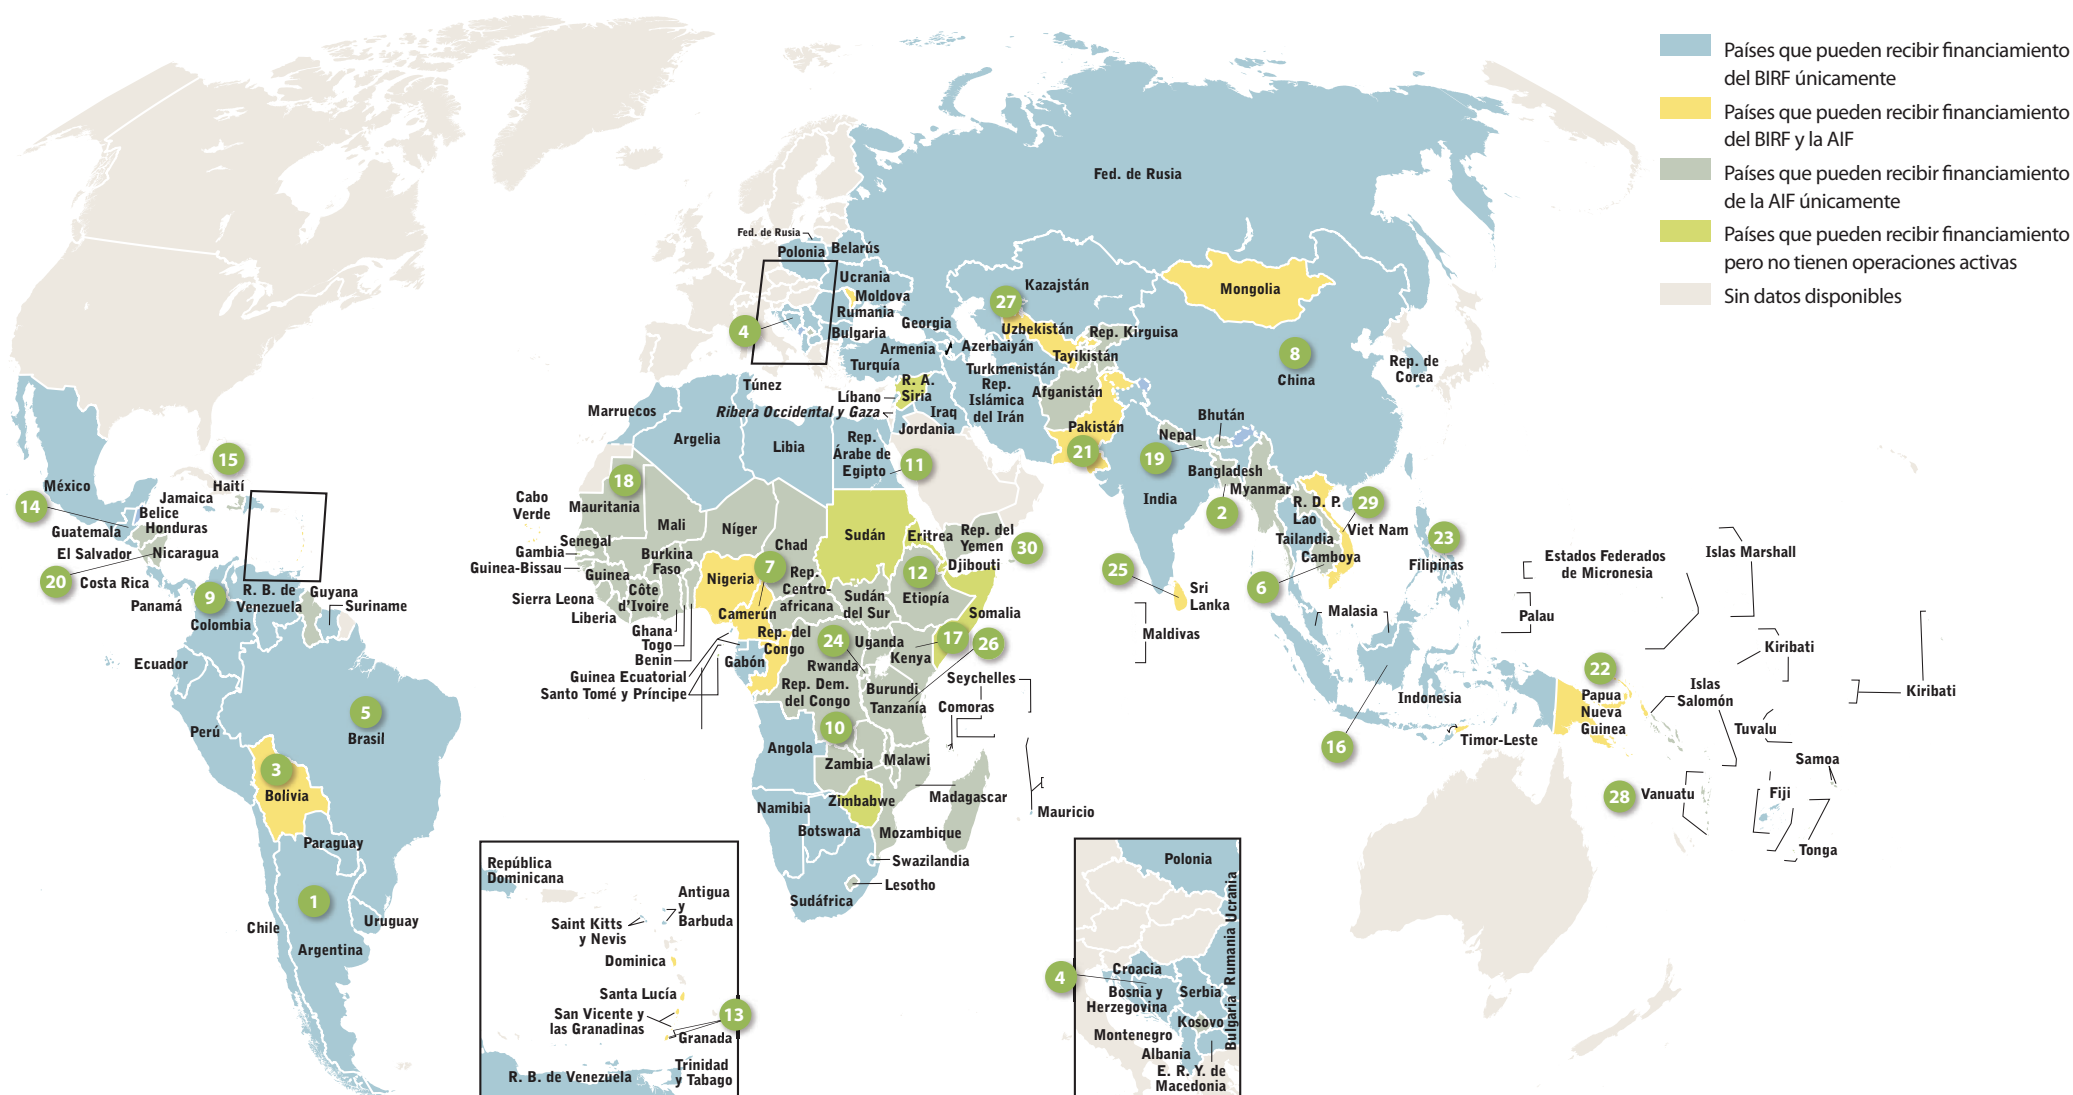 Países que pueden recibir financiamiento
del BIRF únicamente
Países que pueden recibir financiamiento
del BIRF y la AIF
Países que pueden recibir financiamiento
de la AIF únicamente
Países que pueden recibir financiamiento
pero no tienen operaciones activas
Sin datos disponibles
Fed. de Rusia
Fed. de Rusia
Polonia
Belarús
Ucrania
Moldova
Rumania
Bulgaria
4
Georgia
Armenia
Azerbaiyán
Turquía
Kazajstán
27
Uzbekistán
Rep. Kirguisa
Tayikistán
Turkmenistán
Mongolia
8
China
Rep. de
Corea
Túnez
R. A.
Siria
Líbano
Ribera Occidental y Gaza
Iraq
Jordania
Rep.
Islámica
del Irán
Afganistán
Pakistán
21
Marruecos
Argelia
Libia
Rep.
Árabe de
Egipto
11
Bhután
Nepal
19
Bangladesh
India
2
Myanmar
R. D. P.
Lao
29
Viet Nam
Tailandia
Camboya
6
23
Filipinas
15
Haití
México
14
Jamaica
Belice
Honduras
Guatemala
El Salvador
Nicaragua
20
Costa Rica
Panamá
9
Colombia
R. B. de
Venezuela
Guyana
Suriname
Ecuador
Perú
5
Brasil
3
Bolivia
Paraguay
1
Chile
Argentina
Uruguay
Cabo
Verde
18
Mauritania
Mali
Níger
Chad
Sudán
Eritrea
Rep. del
Yemen
30
Djibouti
12
Etiopía
Senegal
Gambia
Guinea-Bissau
Guinea
Burkina
Faso
Sierra Leona
Liberia
Côte
d'Ivoire
Ghana
Togo
Benin
Nigeria
7
Camerún
Rep.
Centro-
africana
Sudán
del Sur
Somalia
Guinea Ecuatorial
Santo Tomé y Príncipe
Gabón
Rep. del
Congo
24
Uganda
17
Kenya
26
Rwanda
Burundi
Rep. Dem.
del Congo
Tanzanía
Seychelles
Comoras
10
Angola
Zambia
Malawi
Madagascar
Mauricio
Namibia
Zimbabwe
Botswana
Mozambique
Swazilandia
Lesotho
Sudáfrica
25
Sri
Lanka
Maldivas
Malasia
Indonesia
16
Timor-Leste
22
Papua
Nueva
Guinea
Palau
Estados Federados
de Micronesia
Islas Marshall
Kiribati
Kiribati
Islas
Salomón
Tuvalu
Samoa
28
Vanuatu
Fiji
Tonga
República
Dominicana
Antigua
y
Barbuda
Saint Kitts
y Nevis
Dominica
Santa Lucía
San Vicente y
las Granadinas
13
Granada
Trinidad
y Tabago
R. B. de Venezuela
Polonia
Ucrania
Rumania
Bulgaria
Croacia
4
Bosnia y
Herzegovina
Serbia
Kosovo
Montenegro
Albania
E. R. Y. de
Macedonia